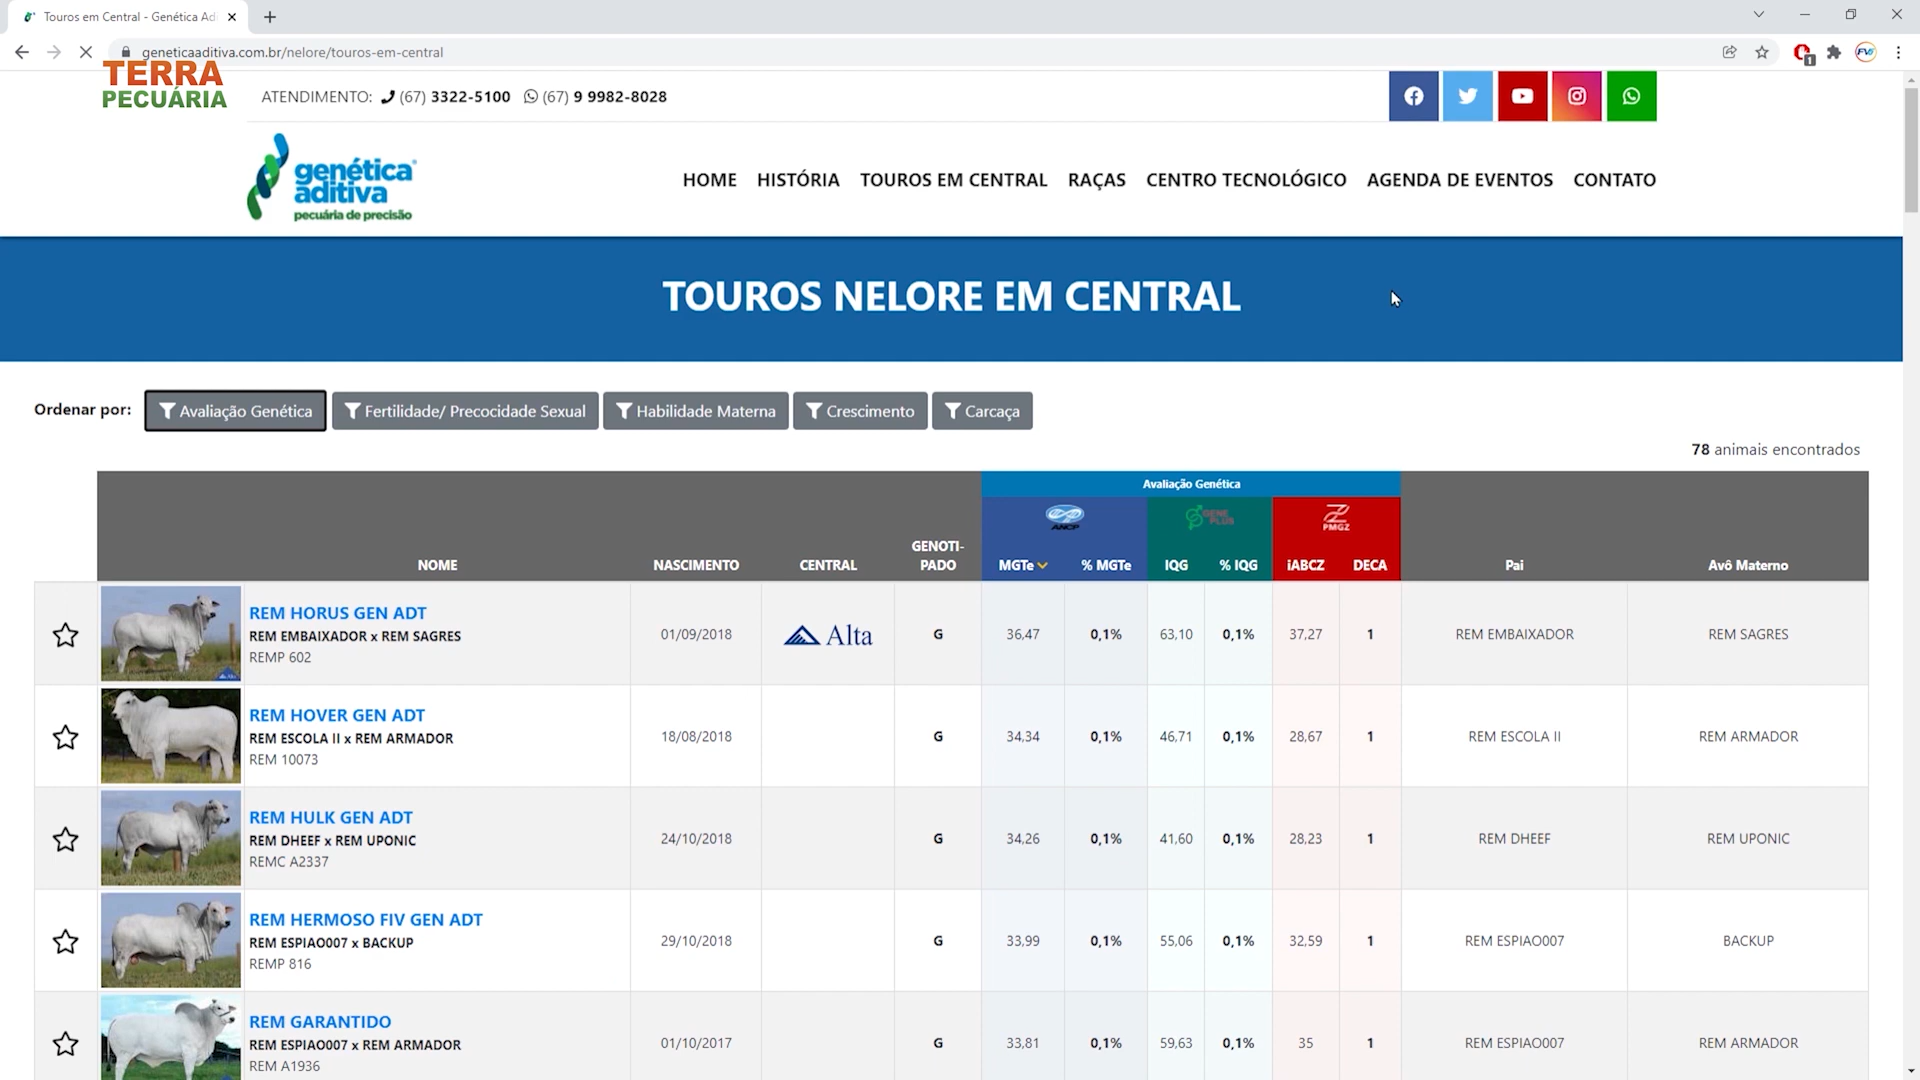 Touros em Central - Genética Ad
geneticaaditiva.com.br/nelore/touros-em-central
1
FV
TERRA
PECUÁRIA
ATENDIMENTO: (67) 3322-5100 (67) 9 9982-8028
genética
aditiva
pecuária de precisão
HOME HISTÓRIA TOUROS EM CENTRAL RAÇAS CENTRO TECNOLÓGICO AGENDA DE EVENTOS CONTATO
TOUROS NELORE EM CENTRAL
Ordenar por: Avaliação Genética Fertilidade/ Precocidade Sexual Habilidade Materna Crescimento Carcaça
78 animais encontrados
Avaliação Genética
ANCP GENE PLUS PMGZ
NOME NASCIMENTO CENTRAL GENOTI-PADO MGTe % MGTe IQG % IQG iABCZ DECA Pai Avô Materno
REM HORUS GEN ADT
REM EMBAIXADOR x REM SAGRES 01/09/2018 Alta G 36,47 0,1% 63,10 0,1% 37,27 1 REM EMBAIXADOR REM SAGRES
REMP 602
REM HOVER GEN ADT
REM ESCOLA II x REM ARMADOR 18/08/2018 G 34,34 0,1% 46,71 0,1% 28,67 1 REM ESCOLA II REM ARMADOR
REM 10073
REM HULK GEN ADT
REM DHEEF x REM UPONIC 24/10/2018 G 34,26 0,1% 41,60 0,1% 28,23 1 REM DHEEF REM UPONIC
REMC A2337
REM HERMOSO FIV GEN ADT
REM ESPIAO007 x BACKUP 29/10/2018 G 33,99 0,1% 55,06 0,1% 32,59 1 REM ESPIAO007 BACKUP
REMP 816
REM GARANTIDO
REM ESPIAO007 x REM ARMADOR 01/10/2017 G 33,81 0,1% 59,63 0,1% 35 1 REM ESPIAO007 REM ARMADOR
REM A1936